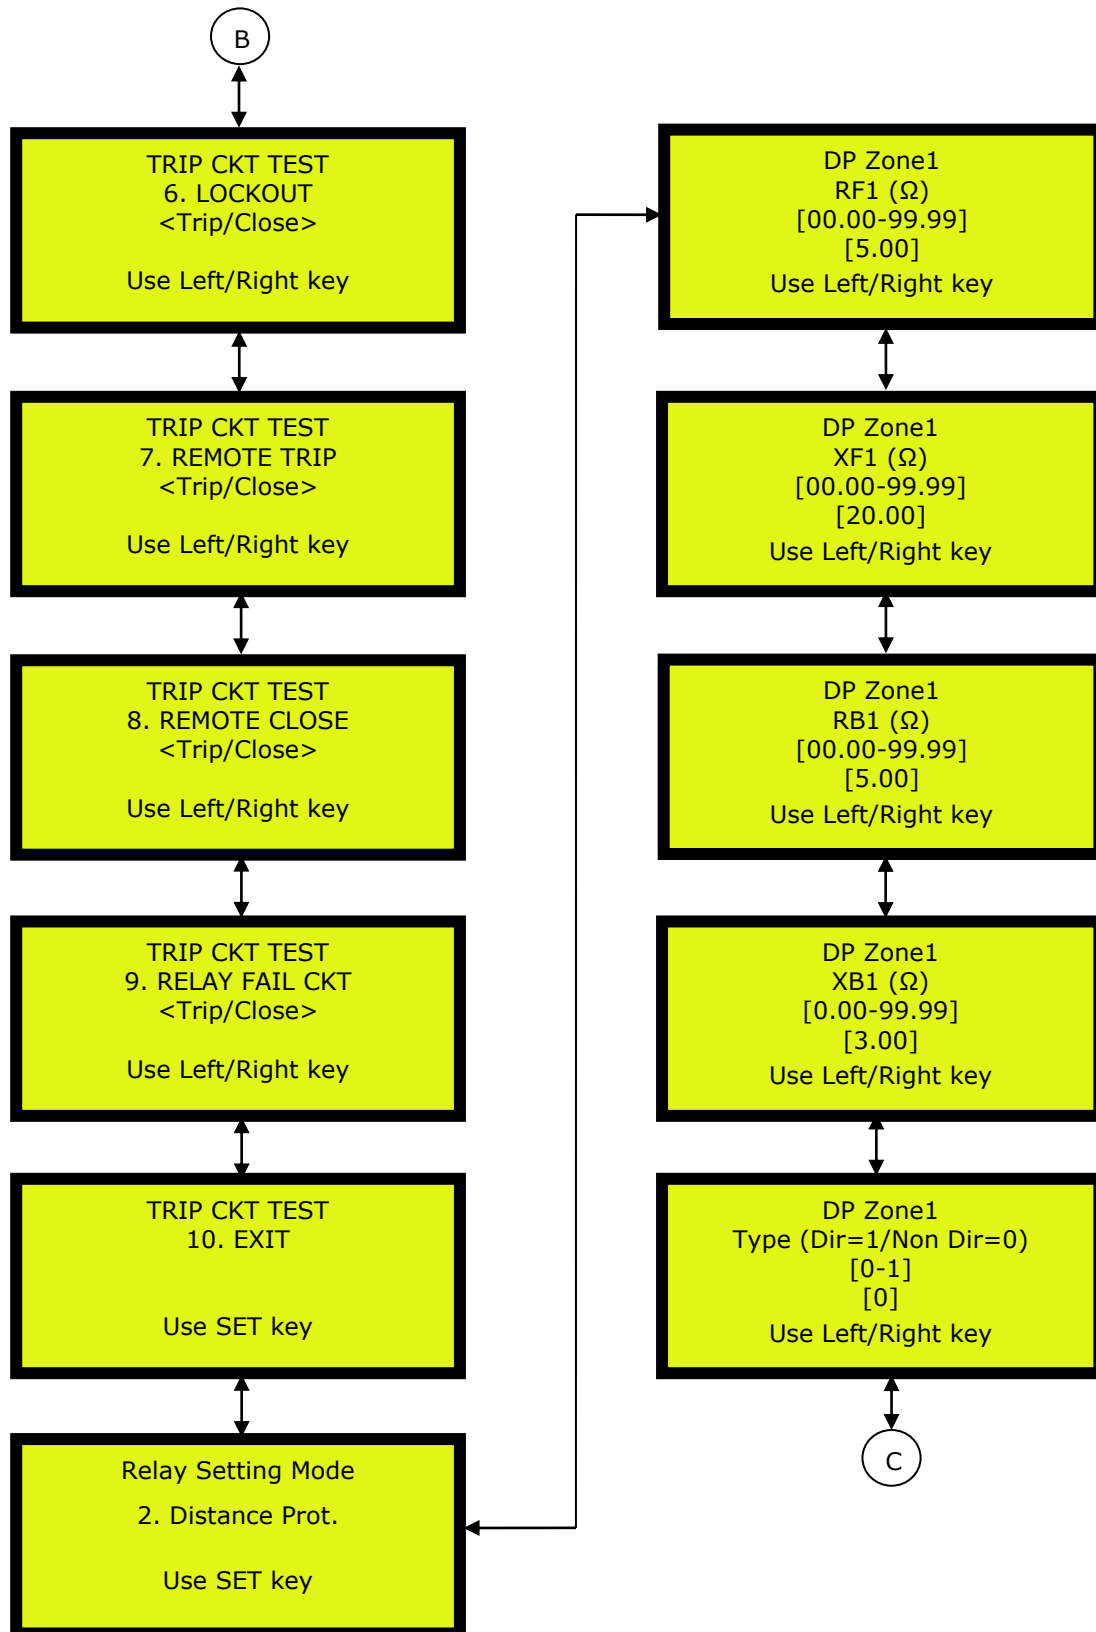 B
TRIP CKT TEST
6. LOCKOUT
<Trip/Close>
Use Left/Right key
TRIP CKT TEST
7. REMOTE TRIP
<Trip/Close>
Use Left/Right key
TRIP CKT TEST
8. REMOTE CLOSE
<Trip/Close>
Use Left/Right key
TRIP CKT TEST
9. RELAY FAIL CKT
<Trip/Close>
Use Left/Right key
TRIP CKT TEST
10. EXIT
Use SET key
Relay Setting Mode
2. Distance Prot.
Use SET key
DP Zone1
RF1 (Ω)
[00.00-99.99]
[5.00]
Use Left/Right key
DP Zone1
XF1 (Ω)
[00.00-99.99]
[20.00]
Use Left/Right key
DP Zone1
RB1 (Ω)
[00.00-99.99]
[5.00]
Use Left/Right key
DP Zone1
XB1 (Ω)
[0.00-99.99]
[3.00]
Use Left/Right key
DP Zone1
Type (Dir=1/Non Dir=0)
[0-1]
[0]
Use Left/Right key
C